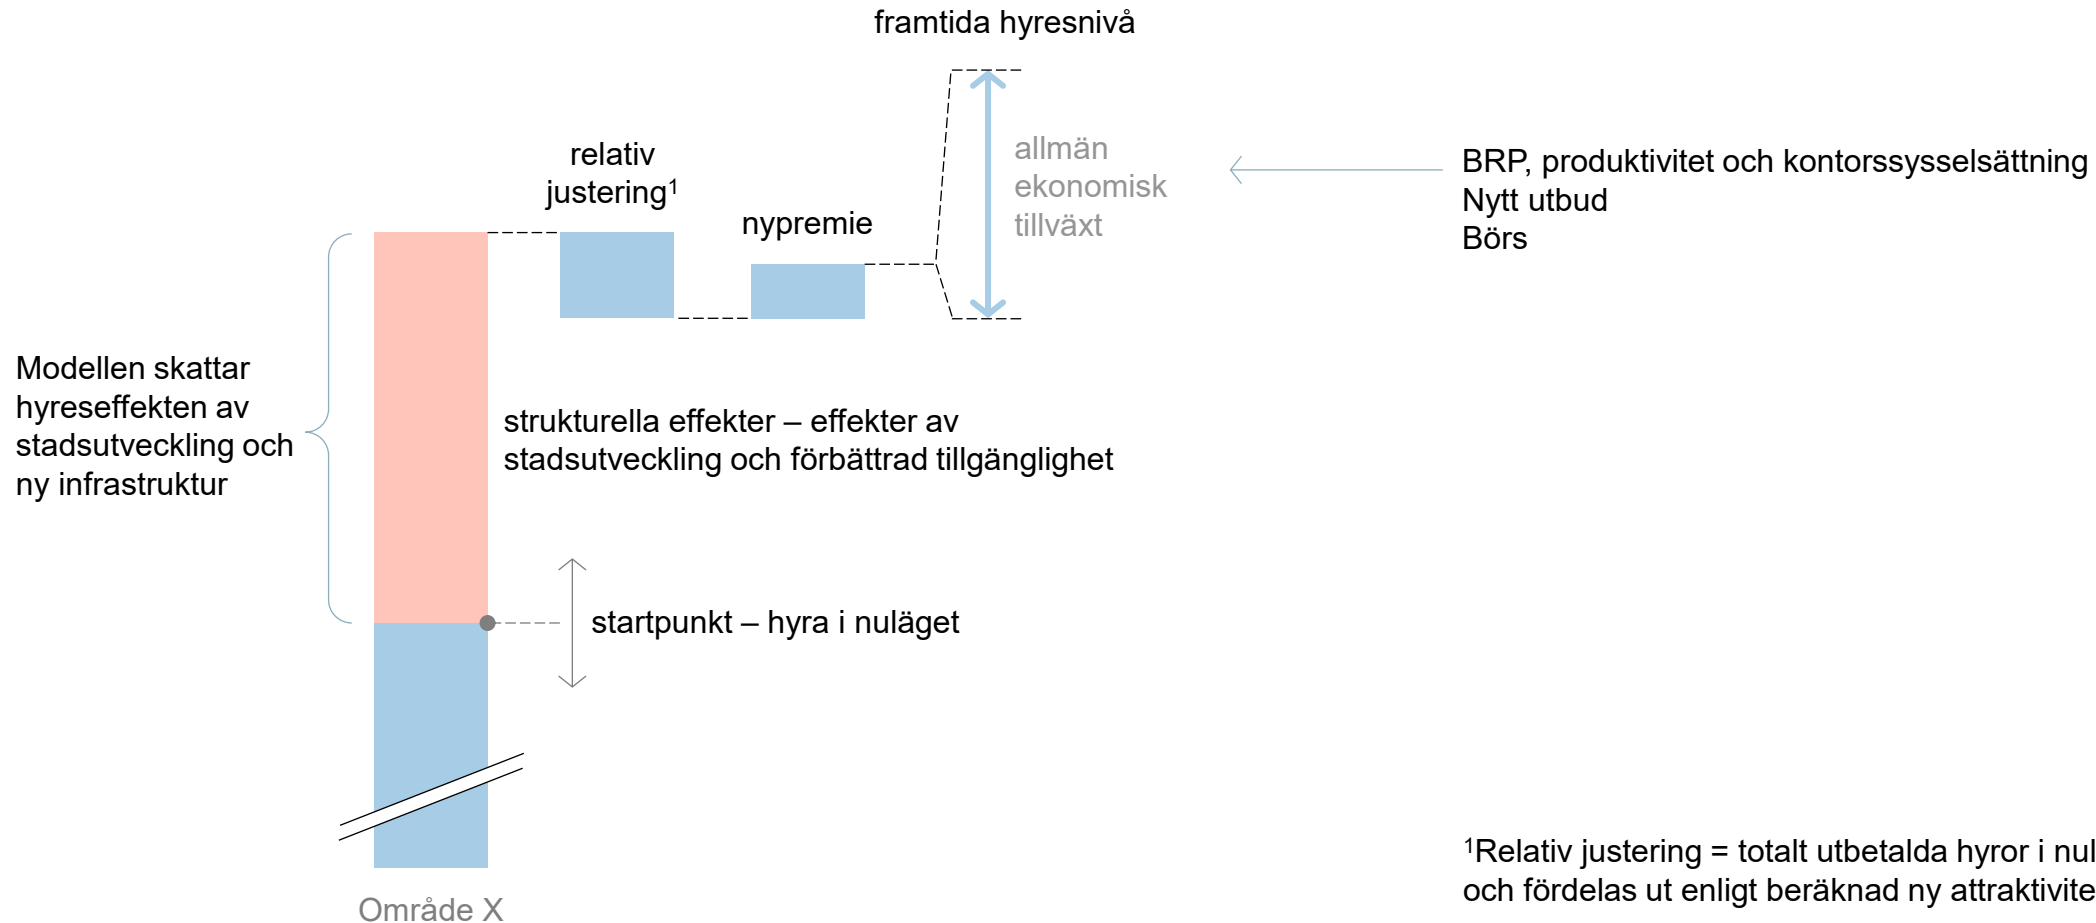 framtida hyresnivå
relativ
justering¹
nypremie
allmän
ekonomisk
tillväxt
BRP, produktivitet och kontorssysselsättning
Nytt utbud
Börs
Modellen skattar
hyreseffekten av
stadsutveckling och
ny infrastruktur
strukturella effekter – effekter av
stadsutveckling och förbättrad tillgänglighet
startpunkt – hyra i nuläget
Område X
¹Relativ justering = totalt utbetalda hyror i
och fördelas ut enligt beräknad ny